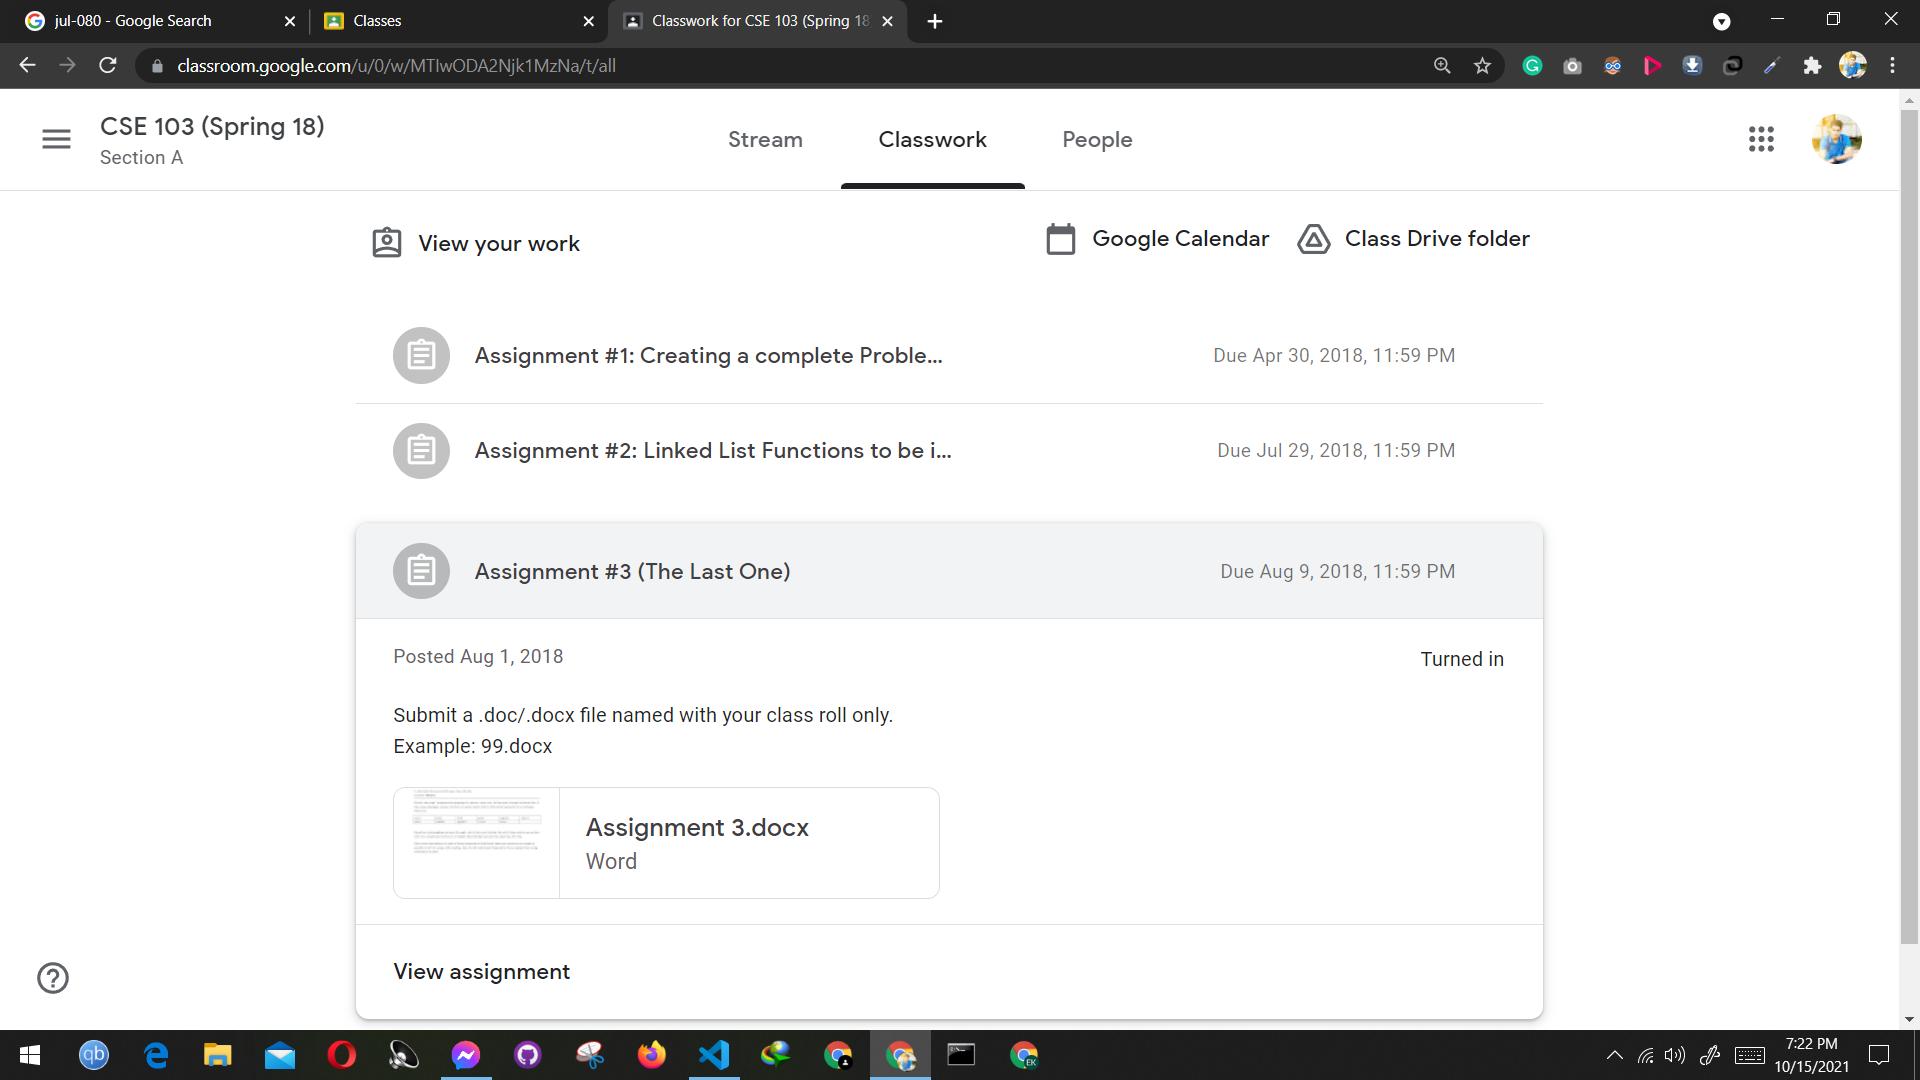 jul-080 - Google Search
Classes
Classwork for CSE 103 (Spring 18
classroom.google.com/u/0/w/MTIwODA2Njk1MzNa/t/all
CSE 103 (Spring 18)
Section A
Stream
Classwork
People
View your work
Google Calendar
Class Drive folder
Assignment #1: Creating a complete Proble...
Due Apr 30, 2018, 11:59 PM
Assignment #2: Linked List Functions to be i...
Due Jul 29, 2018, 11:59 PM
Assignment #3 (The Last One)
Due Aug 9, 2018, 11:59 PM
Posted Aug 1, 2018
Turned in
Submit a .doc/.docx file named with your class roll only.
Example: 99.docx
Assignment 3.docx
Word
View assignment
qb
EK
7:22 PM
10/15/2021